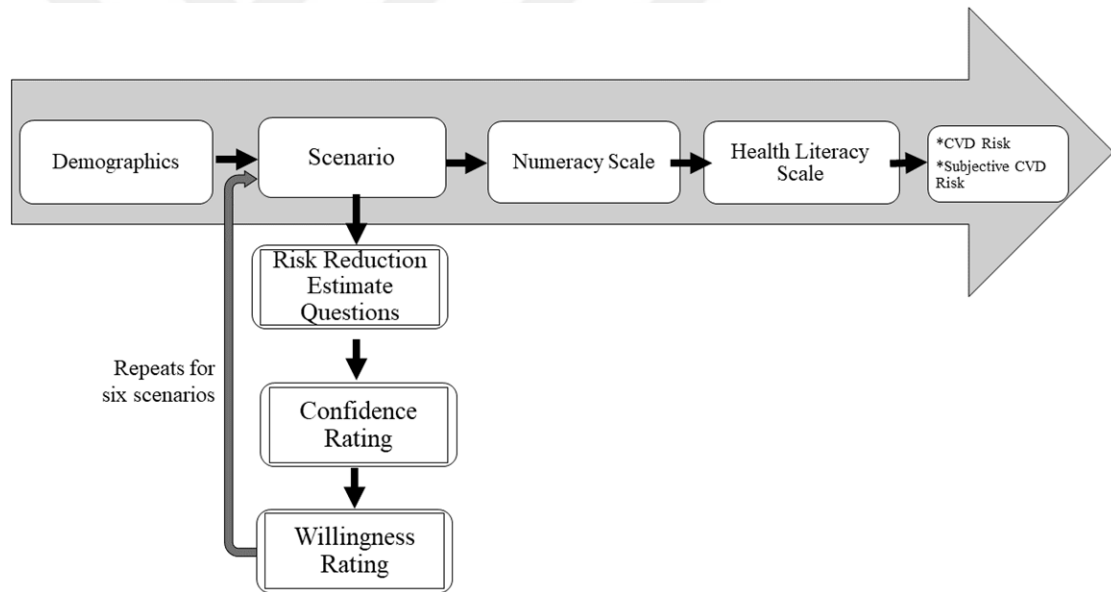 Demographics
Scenario
Numeracy Scale
Health Literacy
Scale
*CVD Risk
*Subjective CVD
Risk
Risk Reduction
Estimate
Questions
Repeats for
six scenarios
Confidence
Rating
Willingness
Rating